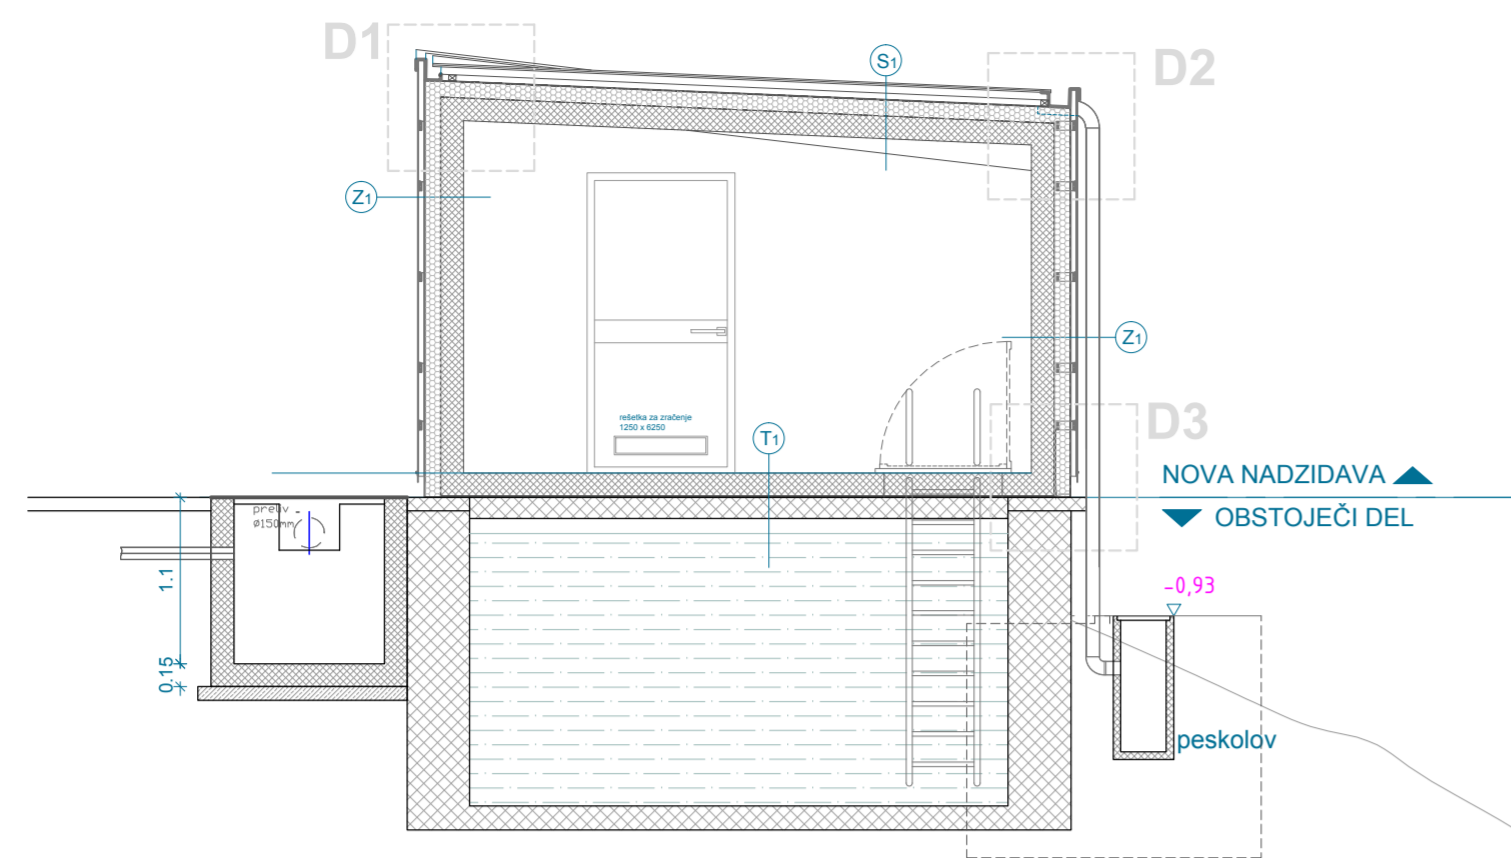 D1
S1
D2
Z1
Z1
rešetka za zračenje
1250 x 6250
T1
D3
NOVA NADZIDAVA
OBSTOJEČI DEL
preliv -
ø150mm
1.1
0.15
-0,93
peskolov